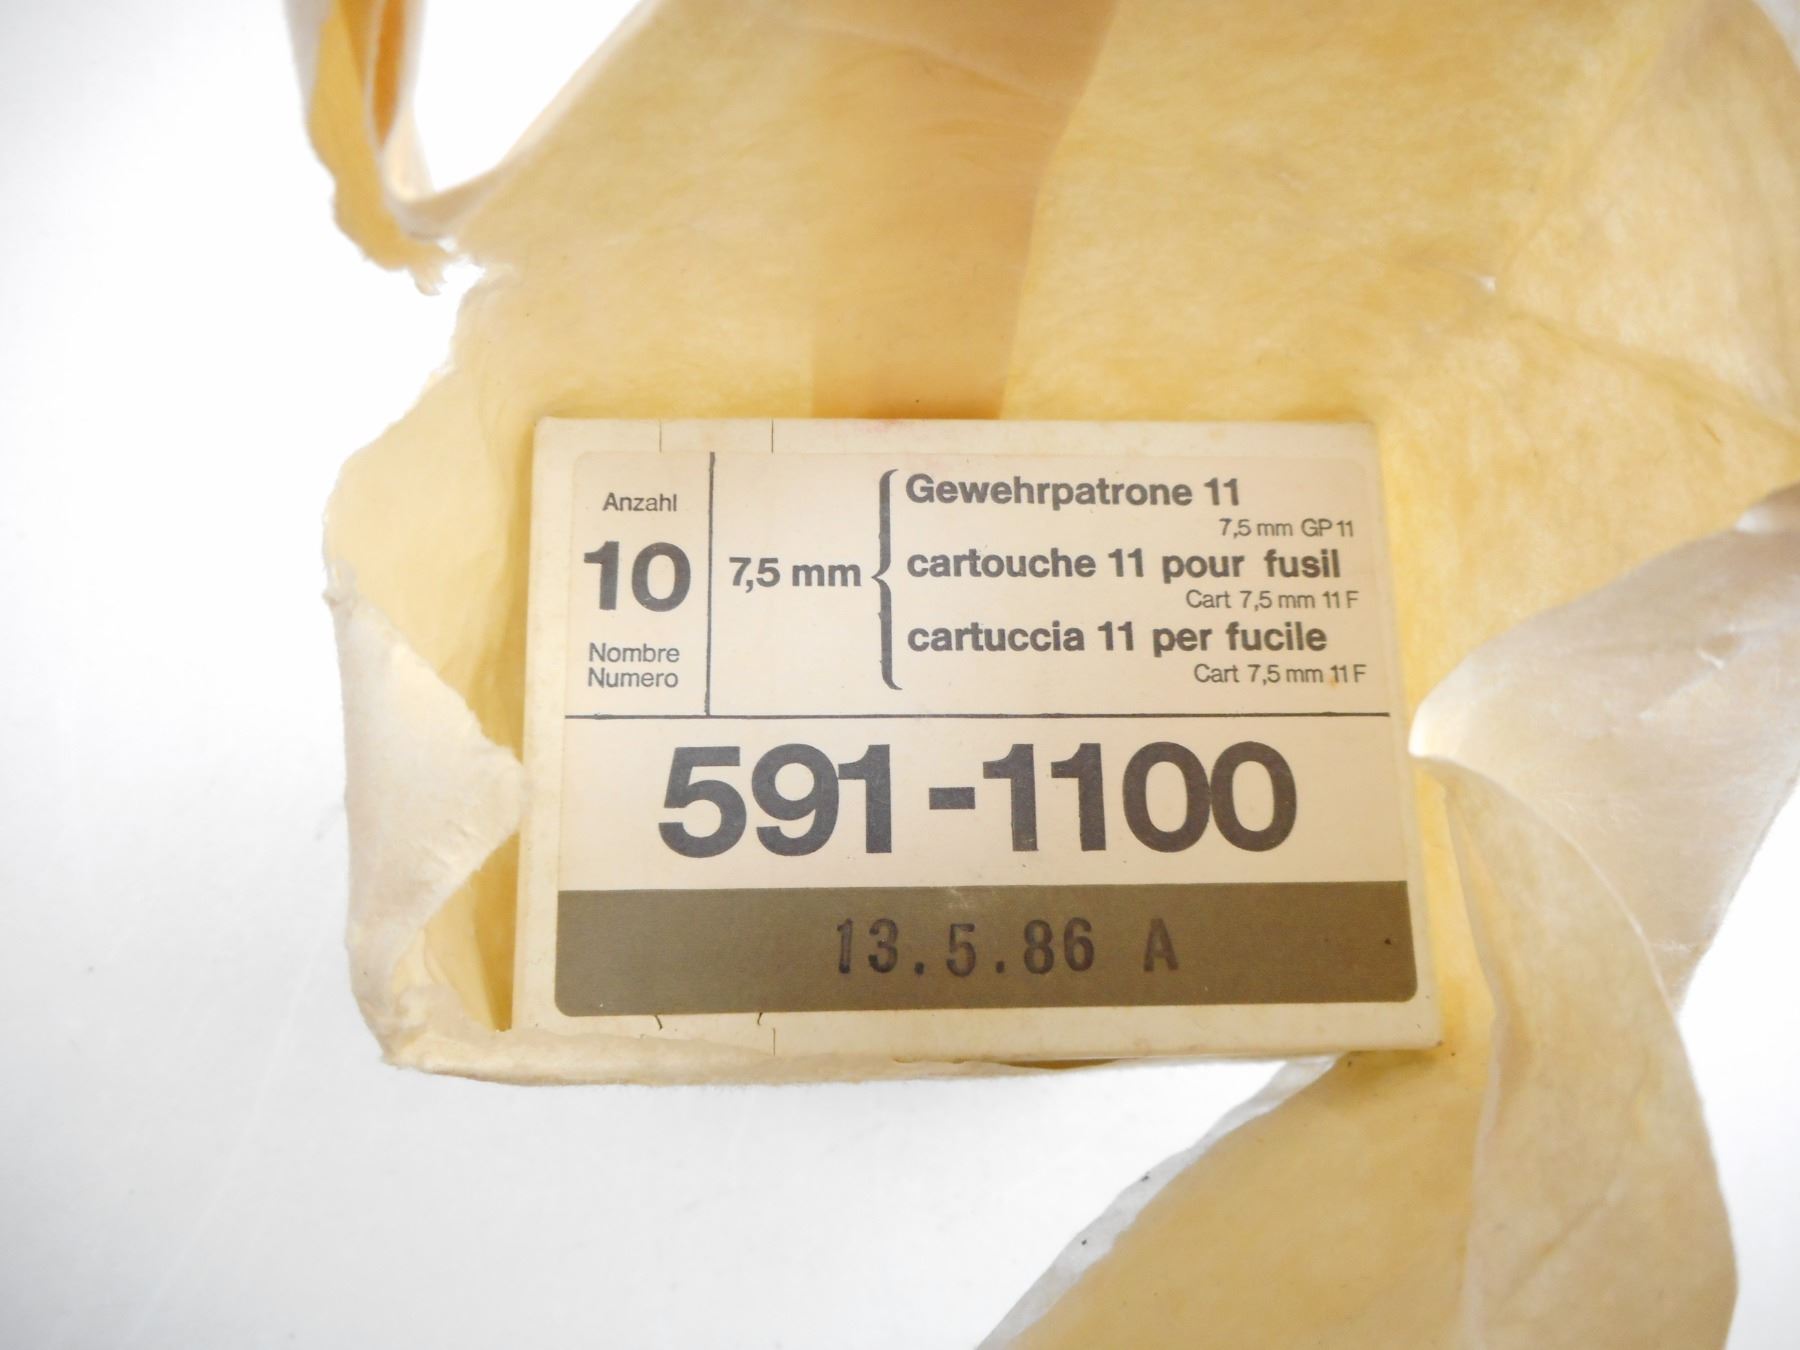 Anzahl
10
Nombre
Numero
7,5 mm
Gewehrpatrone 11
7,5 mm GP 11
cartouche 11 pour fusil
Cart 7,5 mm 11 F
cartuccia 11 per fucile
Cart 7,5 mm 11 F
591-1100
13.5.86 A